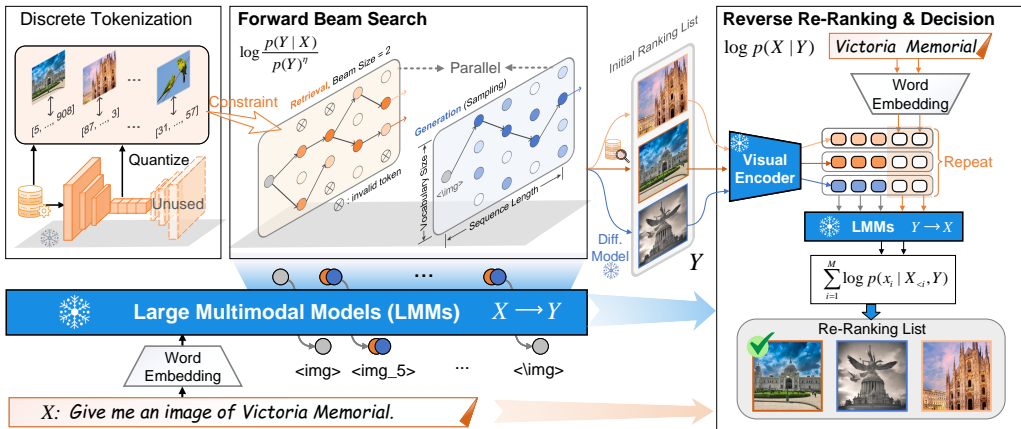 Discrete Tokenization
[5, ..., 908]
[87, ..., 3]
...
...
[31, ..., 57]
Constraint
Quantize
Unused
Forward Beam Search
log p(Y | X) / p(Y)^η
Retrieval, Beam Size = 2
Parallel
Generation (Sampling)
<\img>
: invalid token
Vocabulary Size
Sequence Length
Initial Ranking List
Diff. Model
Y
...
Large Multimodal Models (LMMs) X → Y
Word
Embedding
<img>
<img_5>
...
<\img>
X: Give me an image of Victoria Memorial.
Reverse Re-Ranking & Decision
log p(X | Y)
Victoria Memorial
Word
Embedding
Visual
Encoder
Repeat
LMMs Y → X
∑_{i=1}^{M} log p(x_i | X_{<i}, Y)
Re-Ranking List